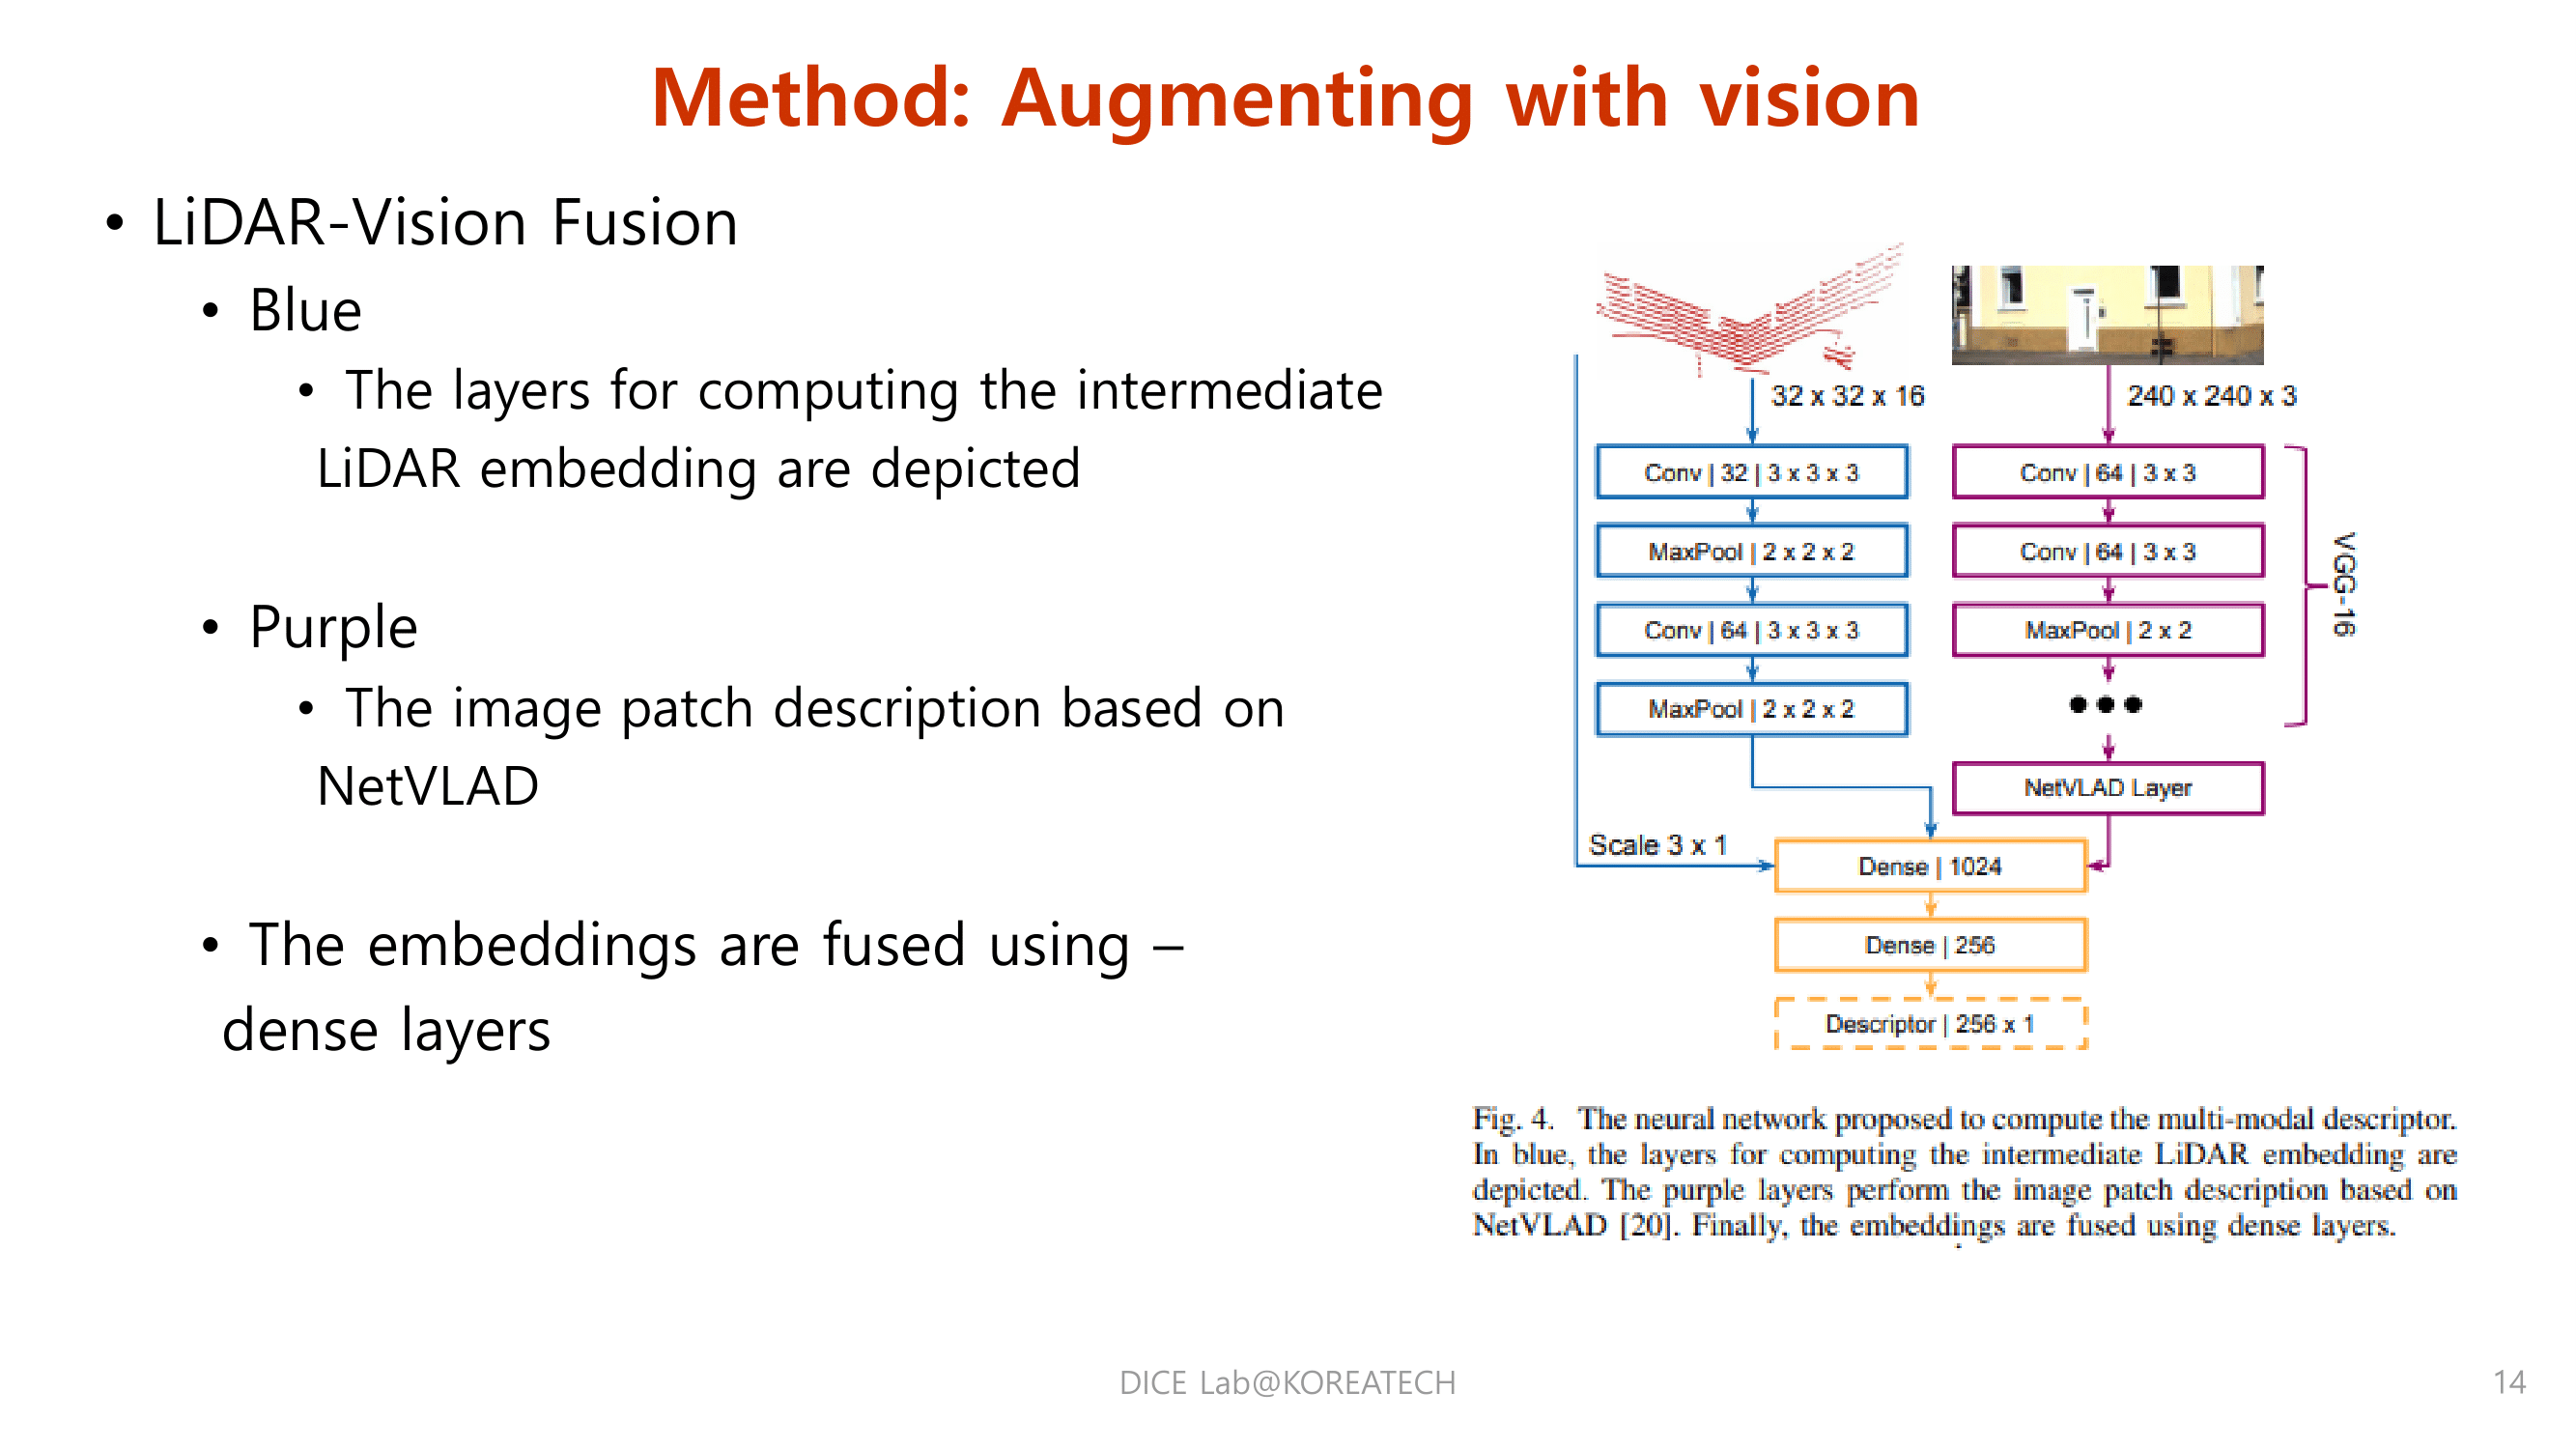 Method: Augmenting with vision
• LiDAR-Vision Fusion
• Blue
• The layers for computing the intermediate
LiDAR embedding are depicted
• Purple
• The image patch description based on
NetVLAD
• The embeddings are fused using –
dense layers
32 x 32 x 16
Conv | 32 | 3 x 3 x 3
MaxPool | 2 x 2 x 2
Conv | 64 | 3 x 3 x 3
MaxPool | 2 x 2 x 2
Scale 3 x 1
240 x 240 x 3
Conv | 64 | 3 x 3
Conv | 64 | 3 x 3
MaxPool | 2 x 2
VGG-16
NetVLAD Layer
Dense | 1024
Dense | 256
Descriptor | 256 x 1
Fig. 4. The neural network proposed to compute the multi-modal descriptor.
In blue, the layers for computing the intermediate LiDAR embedding are
depicted. The purple layers perform the image patch description based on
NetVLAD [20]. Finally, the embeddings are fused using dense layers.
DICE Lab@KOREATECH
14